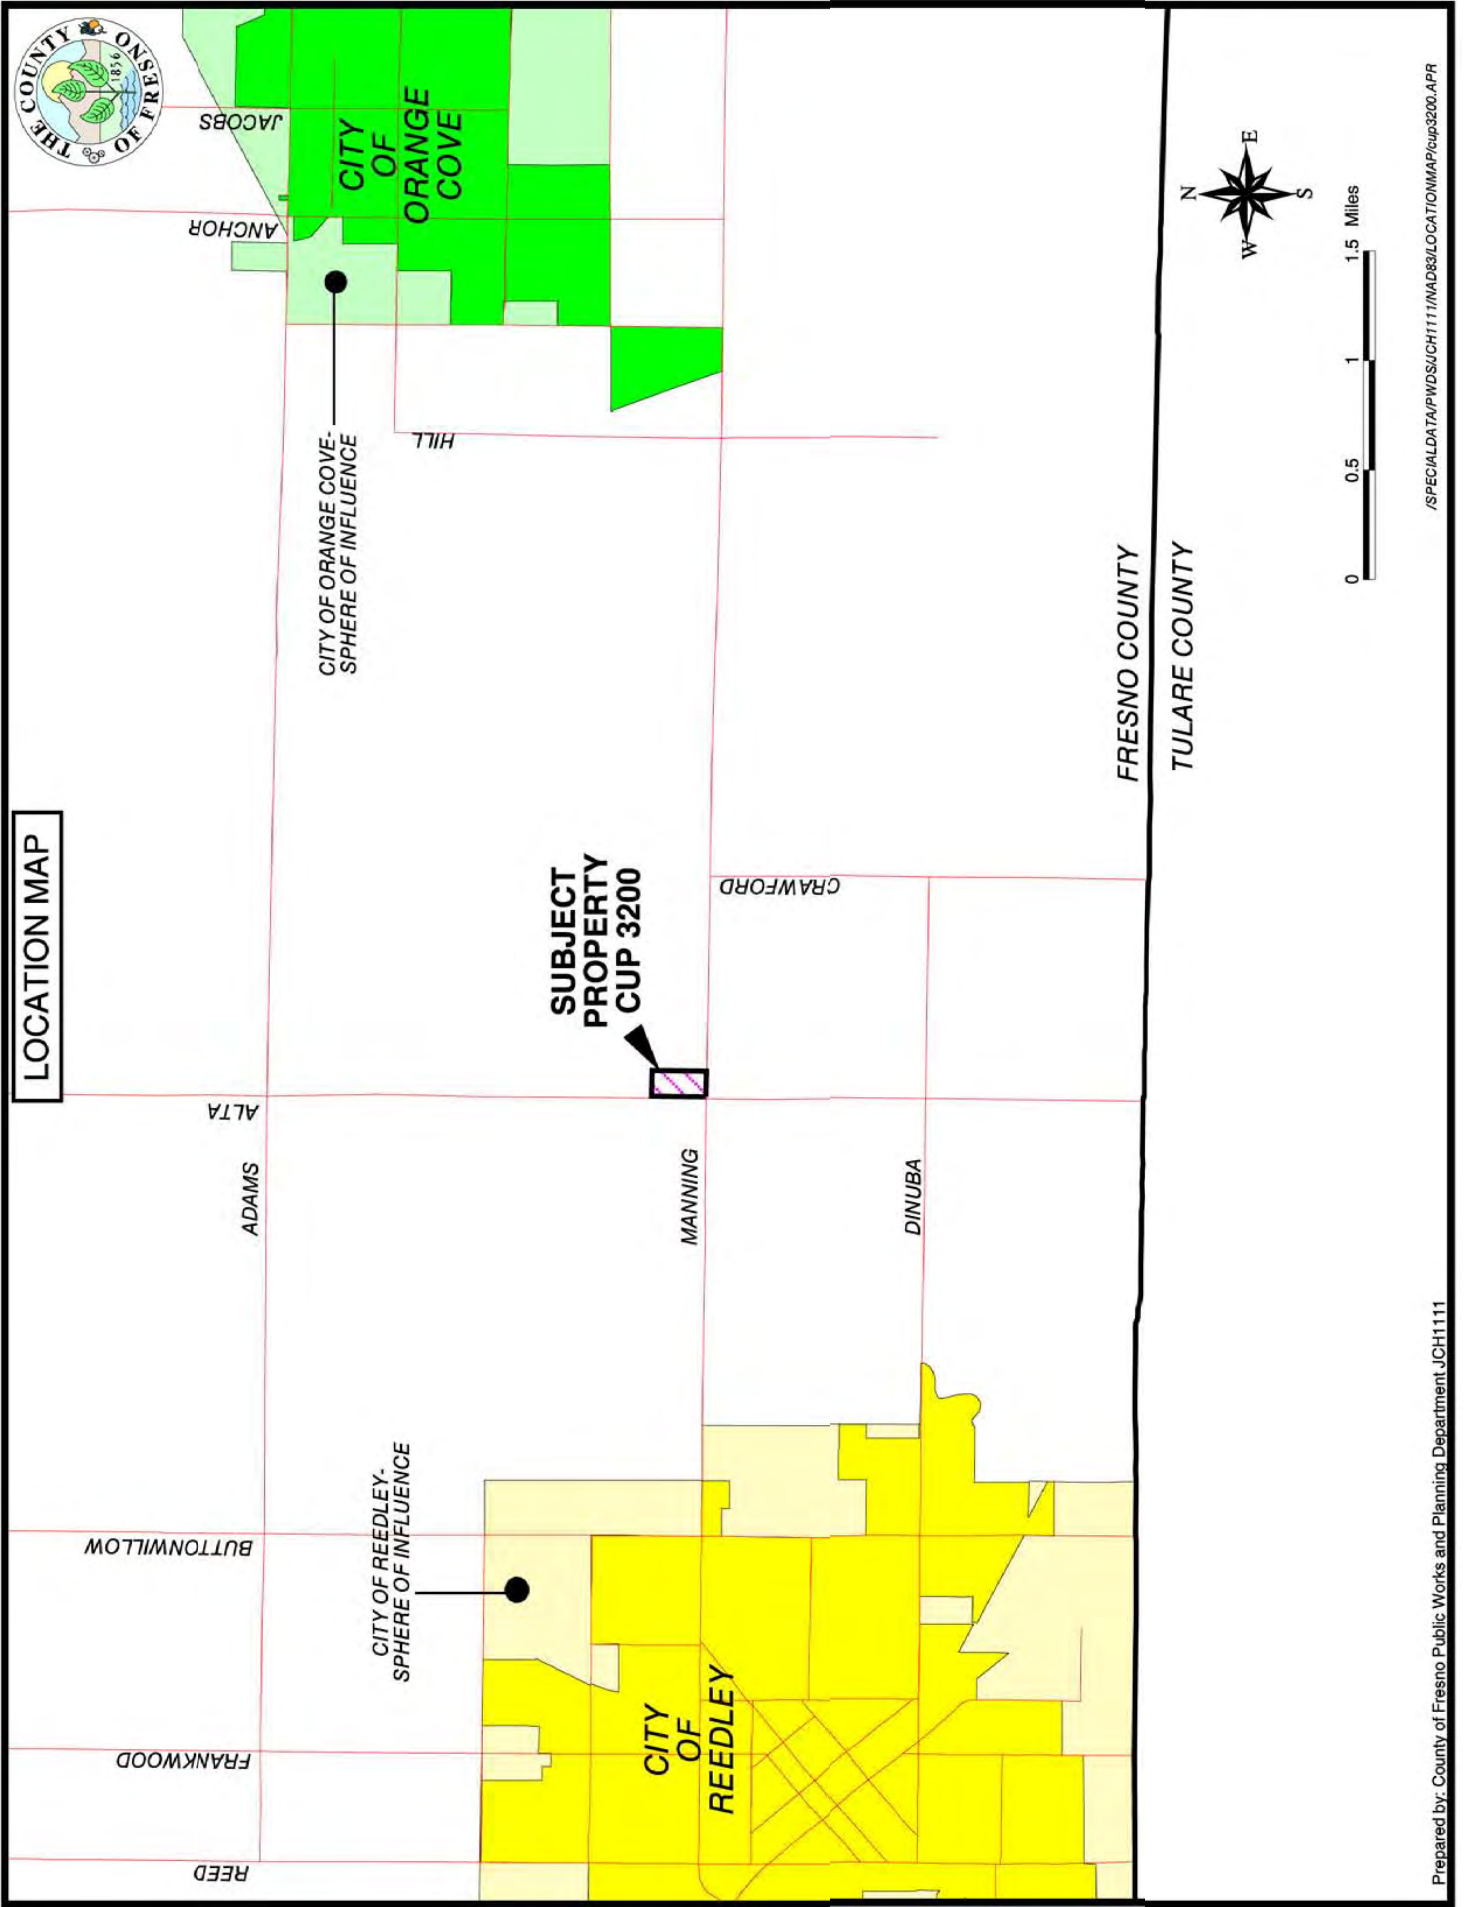 LOCATION MAP
THE COUNTY OF FRESNO
1856
JACOBS
ANCHOR
CITY
OF
ORANGE
COVE
HILL
CITY OF ORANGE COVE-
SPHERE OF INFLUENCE
SUBJECT
PROPERTY
CUP 3200
CRAWFORD
ALTA
ADAMS
MANNING
DINUBA
BUTTONWILLOW
CITY OF REEDLEY-
SPHERE OF INFLUENCE
FRANKWOOD
CITY
OF
REEDLEY
REED
FRESNO COUNTY
TULARE COUNTY
N
W
E
S
0 0.5 1 1.5 Miles
Prepared by: County of Fresno Public Works and Planning Department JCH1111
/SPECIALDATA/PWDS/JCH1111/NAD83/LOCATIONMAP/cup3200.APR